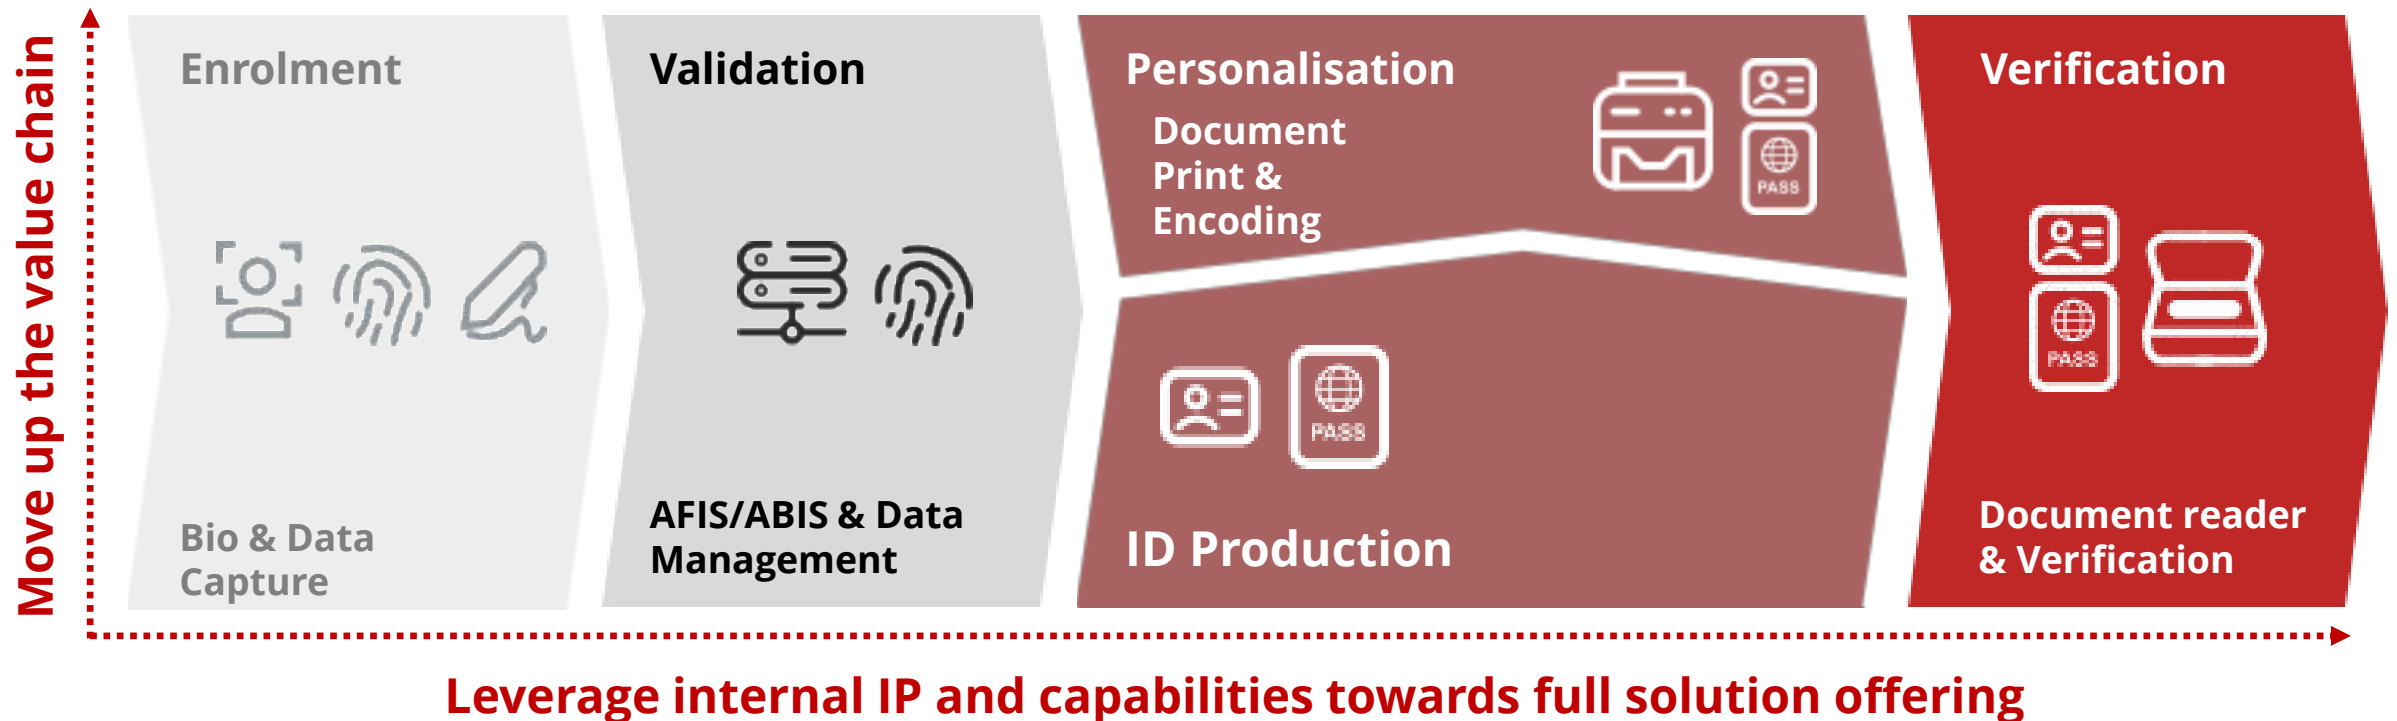 Move up the value chain
Enrolment
Bio & Data
Capture
Validation
AFIS/ABIS & Data
Management
Personalisation
Document
Print &
Encoding
PASS
PASS
ID Production
Verification
PASS
Document reader
& Verification
Leverage internal IP and capabilities towards full solution offering